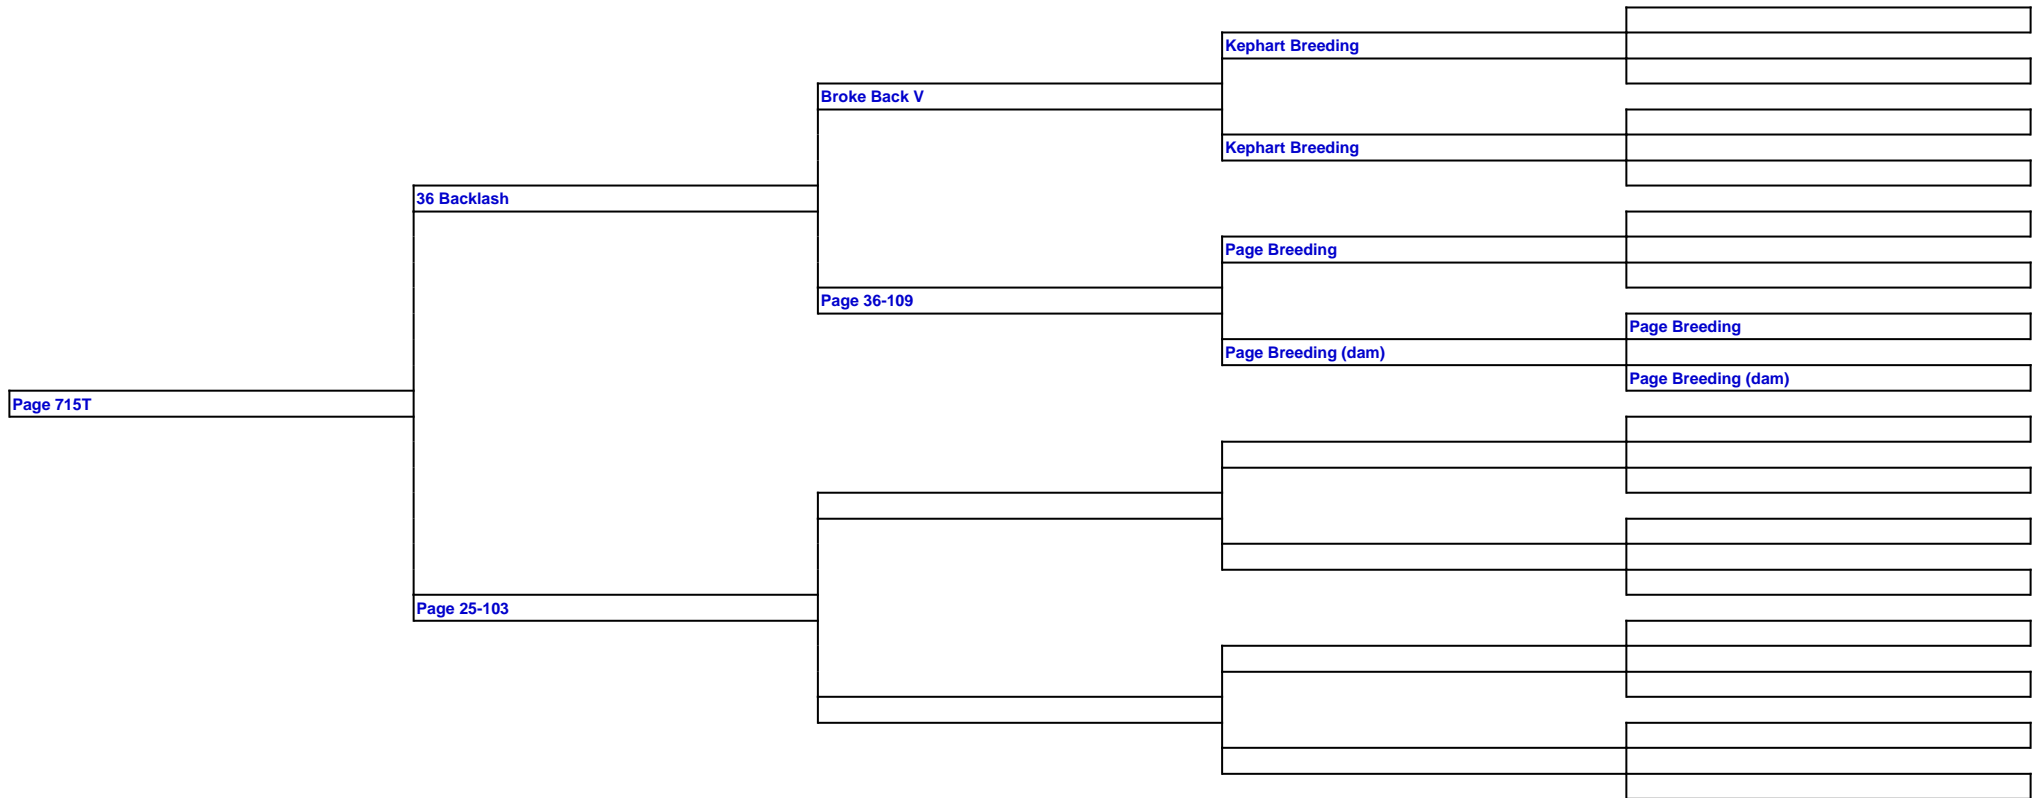 Kephart Breeding
Broke Back V
Kephart Breeding
36 Backlash
Page Breeding
Page 36-109
Page Breeding
Page Breeding (dam)
Page Breeding (dam)
Page 715T
Page 25-103